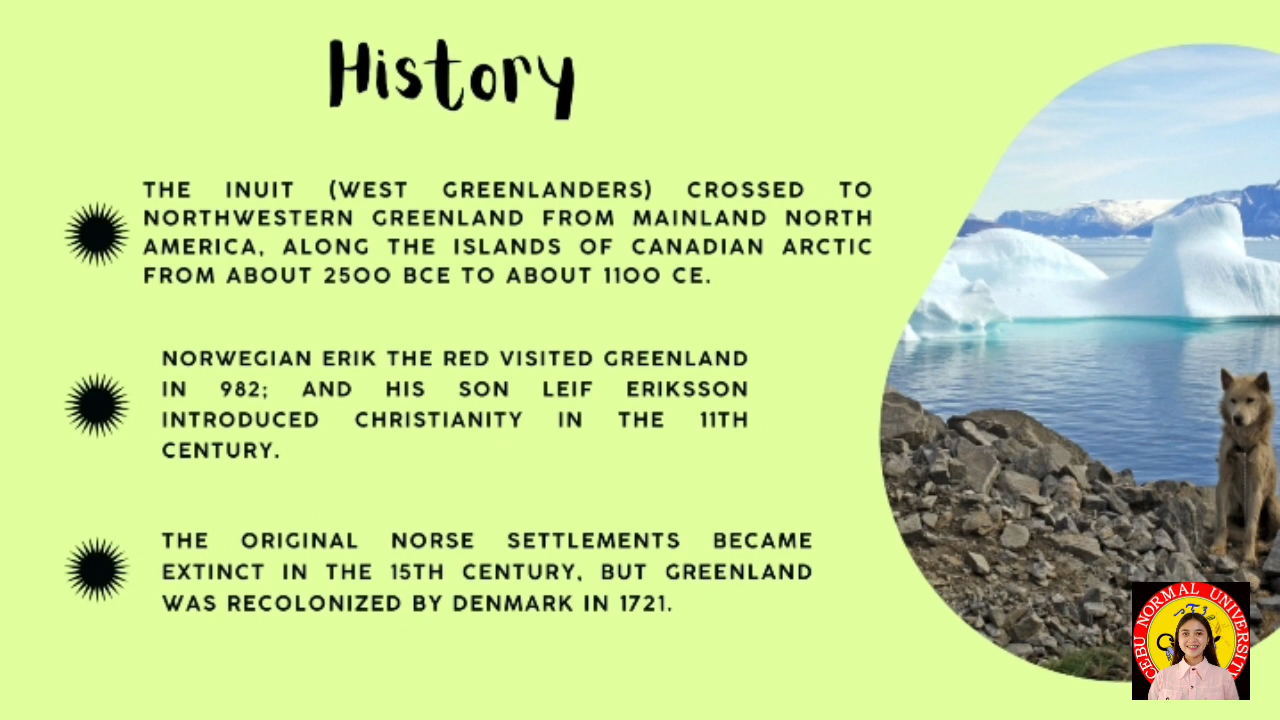 History
THE INUIT (WEST GREENLANDERS) CROSSED TO
NORTHWESTERN GREENLAND FROM MAINLAND NORTH
AMERICA, ALONG THE ISLANDS OF CANADIAN ARCTIC
FROM ABOUT 2500 BCE TO ABOUT 1100 CE.
NORWEGIAN ERIK THE RED VISITED GREENLAND
IN 982; AND HIS SON LEIF ERIKSSON
INTRODUCED CHRISTIANITY IN THE 11TH
CENTURY.
THE ORIGINAL NORSE SETTLEMENTS BECAME
EXTINCT IN THE 15TH CENTURY, BUT GREENLAND
WAS RECOLONIZED BY DENMARK IN 1721.
CEBU NORMAL UNIVERSITY